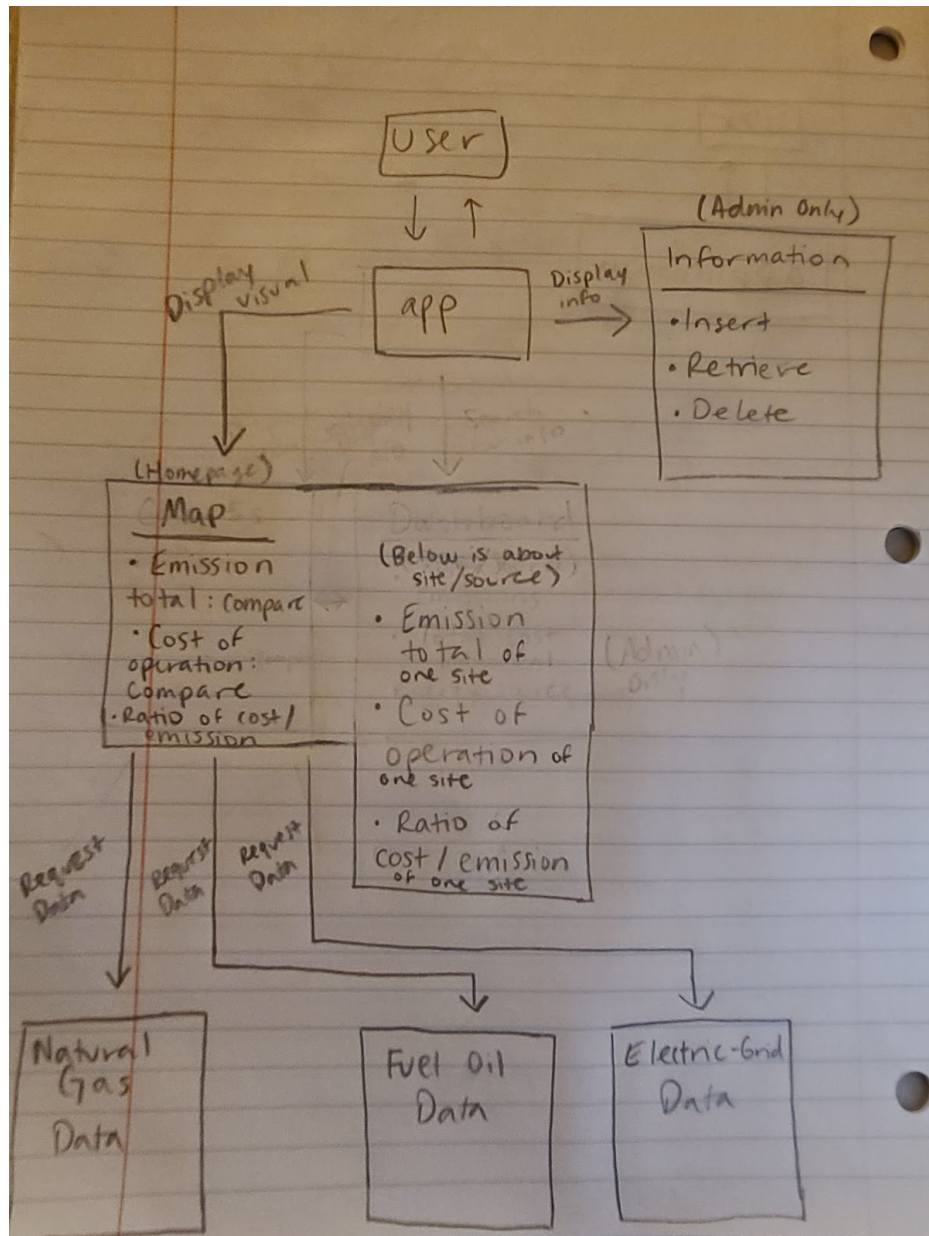 User
(Admin Only)
Display
visual
app
Display
info
Information
• Insert
• Retrieve
• Delete
(Homepage)
Map
• Emission
total: Compare
• Cost of
operation:
Compare
• Ratio of cost/
emission
Dashboard
(Below is about
site/source)
• Emission
total of
one site
• Cost of
operation of
one site
• Ratio of
cost / emission
of one site
(Admin
only)
Request
Data
Request
Data
Request
Data
Natural
Gas
Data
Fuel Oil
Data
Electric-Grid
Data